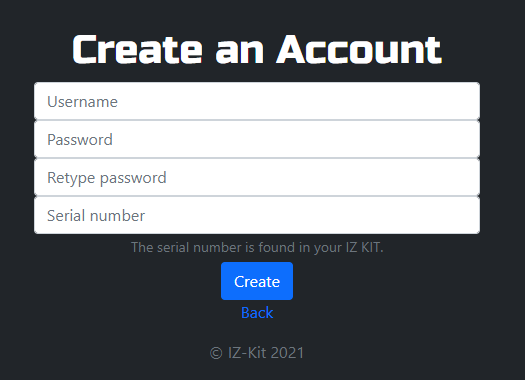 Create an Account
Username
Password
Retype password
Serial number
The serial number is found in your IZ KIT.
Create
Back
© IZ-Kit 2021